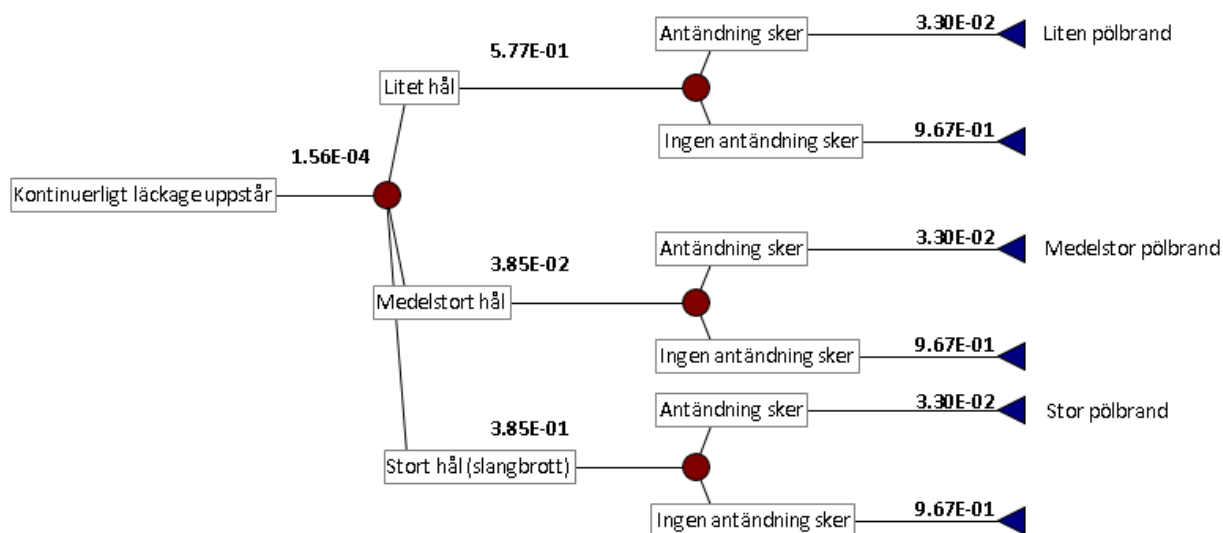 Antändning sker
3.30E-02
Liten pölbrand
5.77E-01
Litet hål
Ingen antändning sker
9.67E-01
1.56E-04
Kontinuerligt läckage uppstår
Antändning sker
3.30E-02
Medelstor pölbrand
3.85E-02
Medelstort hål
Ingen antändning sker
9.67E-01
Antändning sker
3.30E-02
Stor pölbrand
3.85E-01
Stort hål (slangbrott)
Ingen antändning sker
9.67E-01